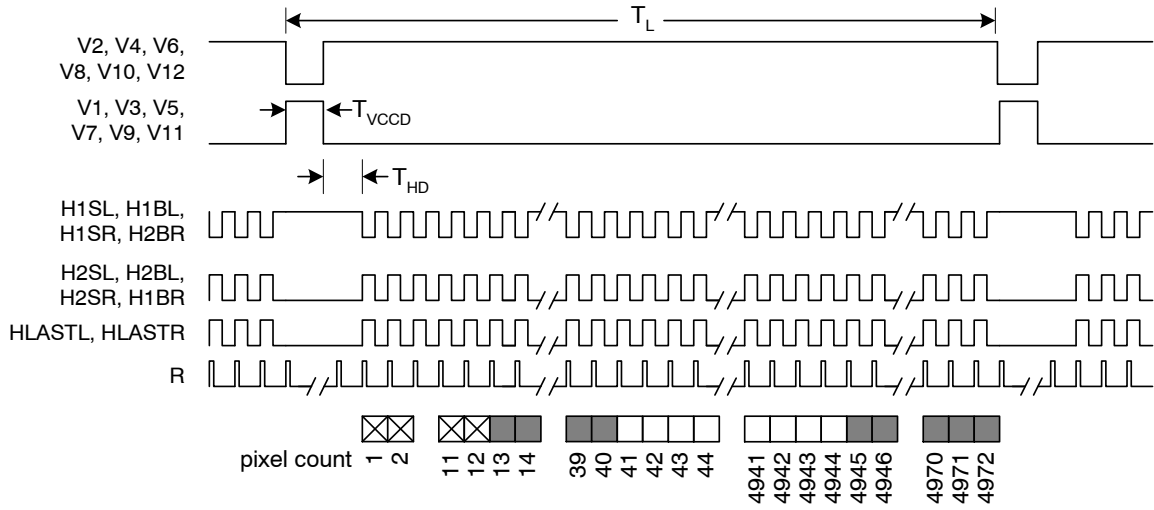 T_L
V2, V4, V6,
V8, V10, V12
V1, V3, V5,
V7, V9, V11
T_VCCD
T_HD
H1SL, H1BL,
H1SR, H2BR
H2SL, H2BL,
H2SR, H1BR
HLASTL, HLASTR
R
pixel count 1 2 11 12 13 14 39 40 41 42 43 44 4941 4942 4943 4944 4945 4946 4970 4971 4972